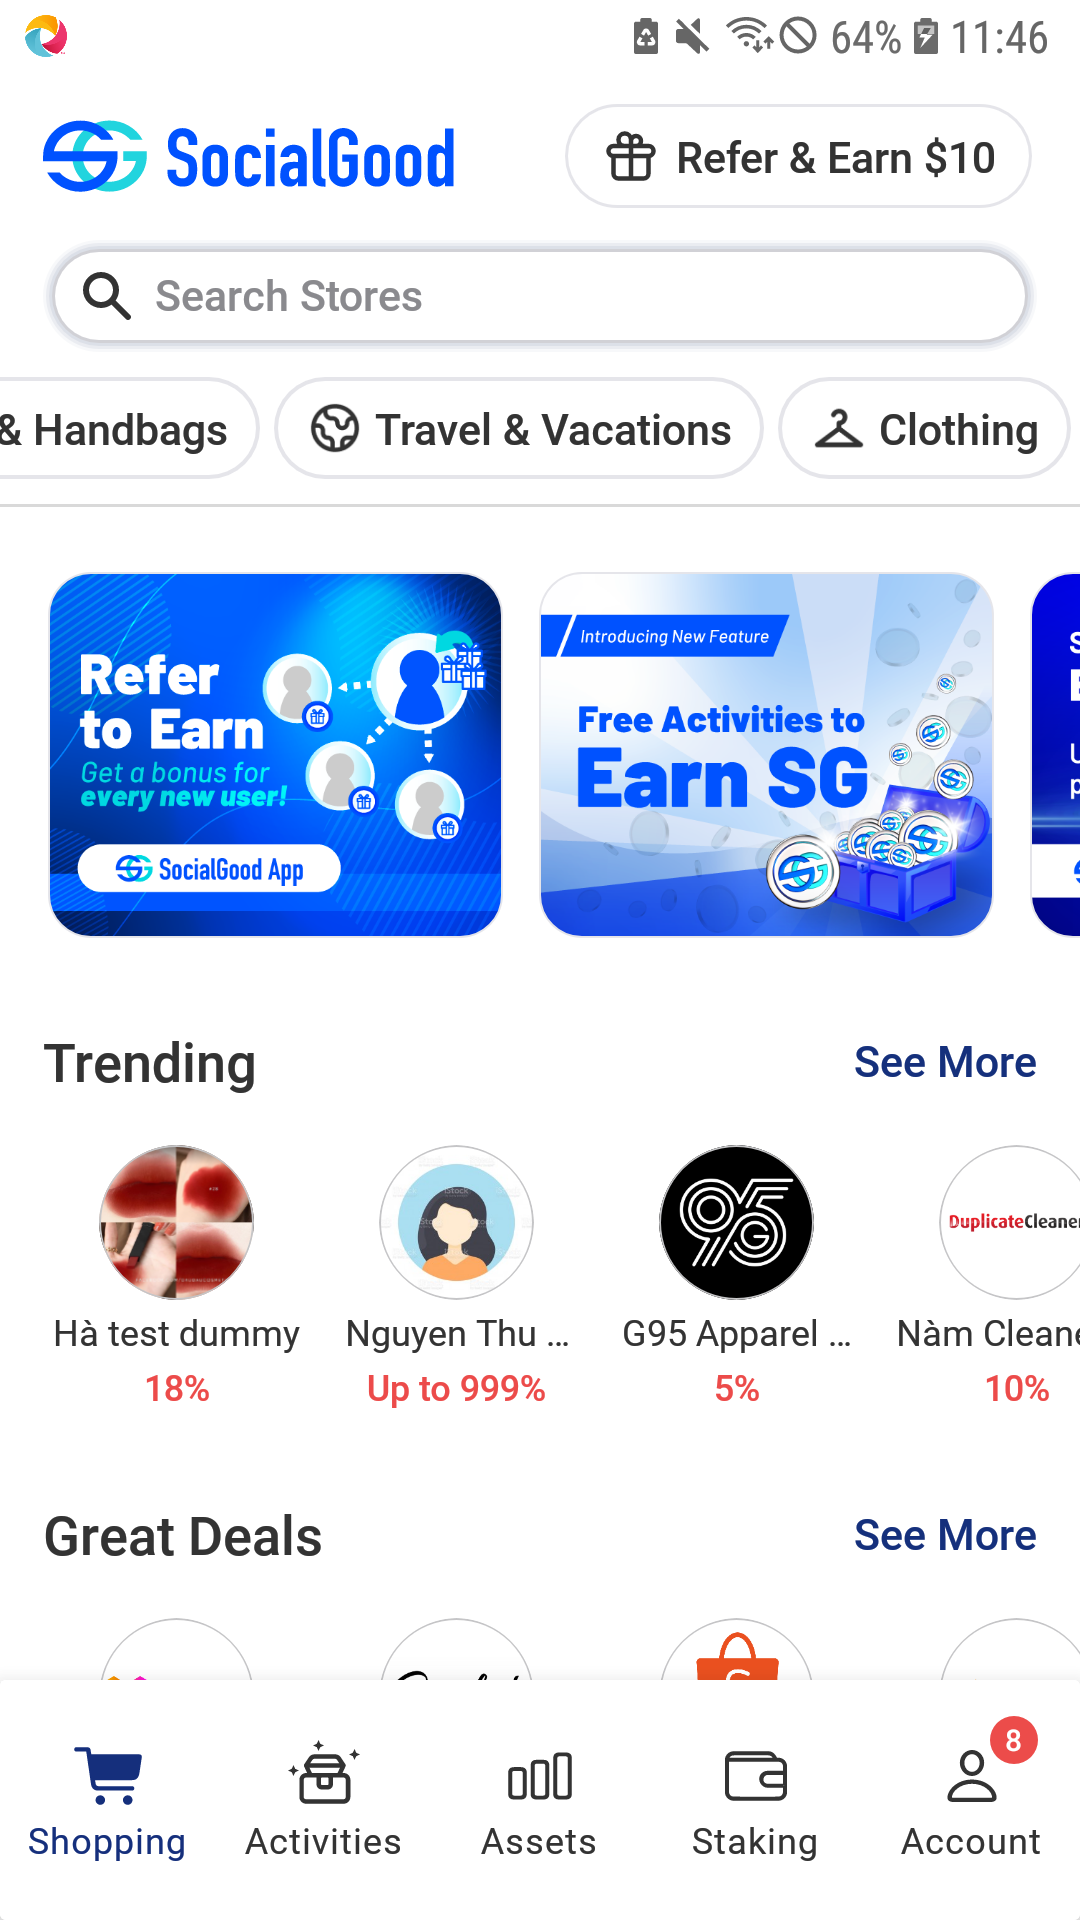 64% 11:46
SocialGood
Refer & Earn $10
Search Stores
& Handbags
Travel & Vacations
Clothing
Refer
to Earn
Get a bonus for
every new user!
SocialGood App
Introducing New Feature
Free Activities to
Earn SG
Trending
See More
Hà test dummy
Nguyen Thu ...
G95 Apparel ...
DuplicateCleaner
Nàm Cleane
18%
Up to 999%
5%
10%
Great Deals
See More
8
Shopping
Activities
Assets
Staking
Account